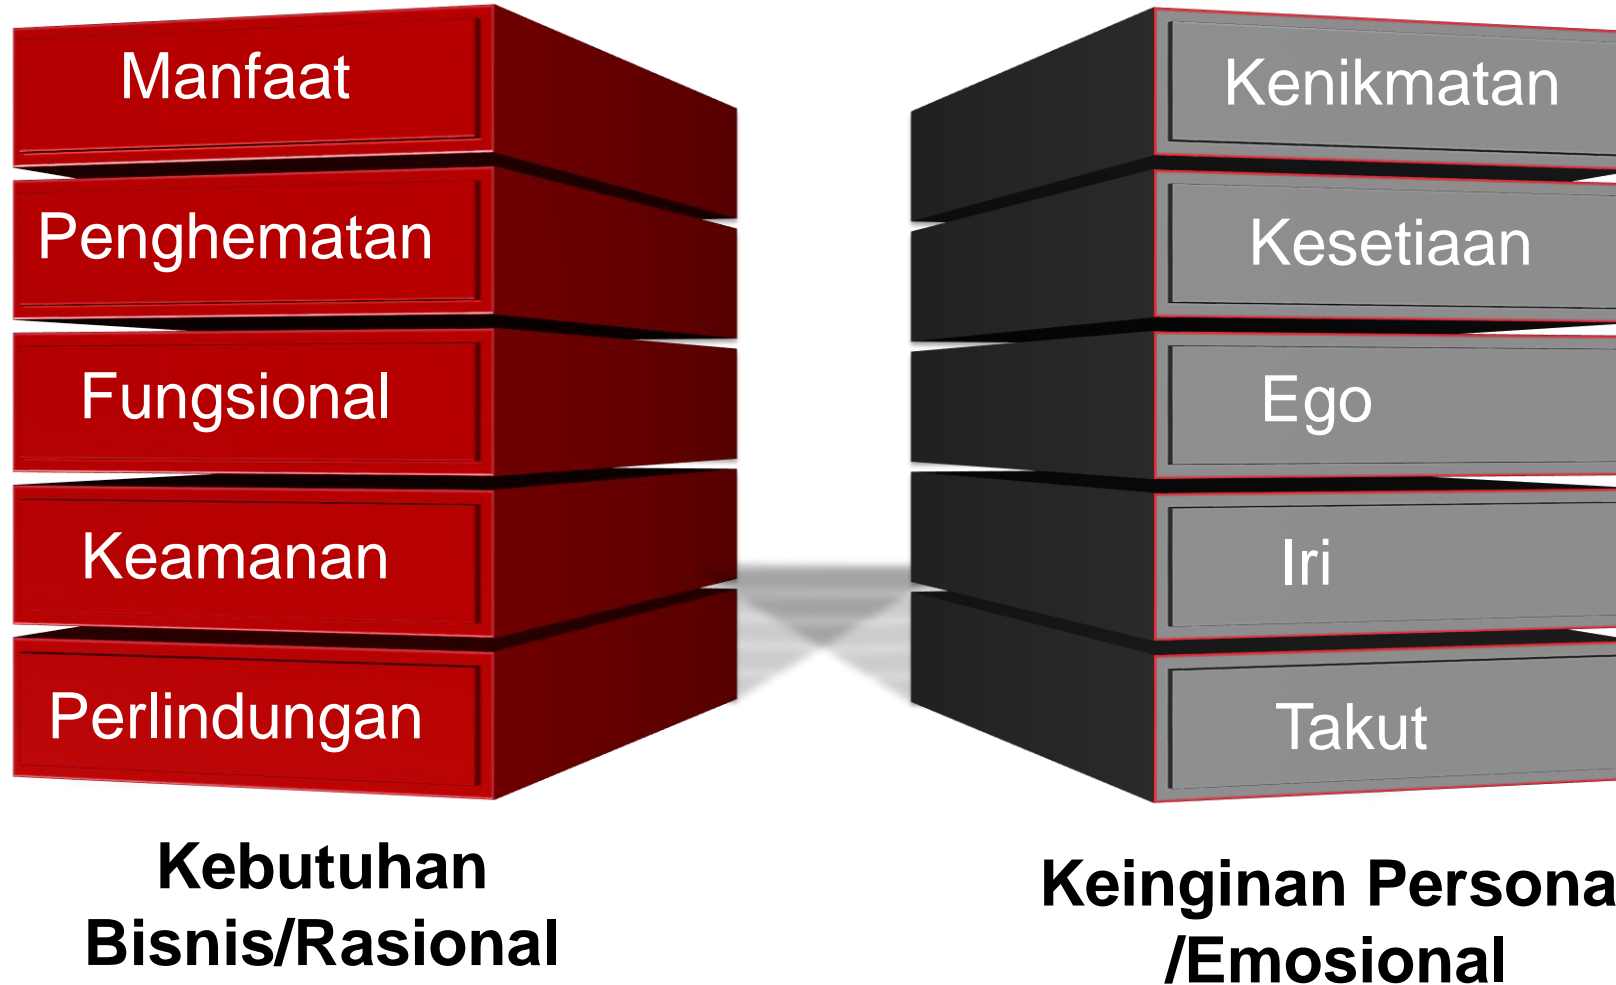 Manfaat
Penghematan
Fungsional
Keamanan
Perlindungan
Kebutuhan
Bisnis/Rasional
Kenikmatan
Kesetiaan
Ego
Iri
Takut
Keinginan Persona
/Emosional